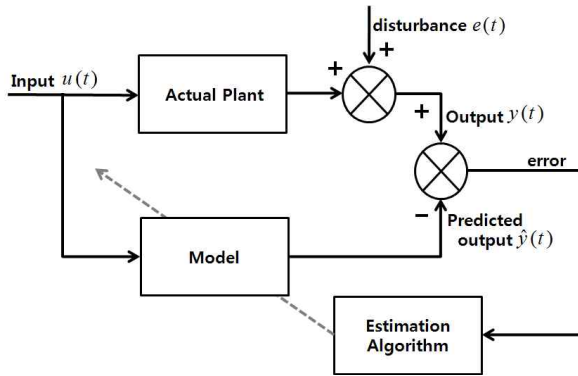 disturbance e(t)
+
+
Input u(t)
Actual Plant
+
Output y(t)
error
−
Predicted
output ŷ(t)
Model
Estimation
Algorithm